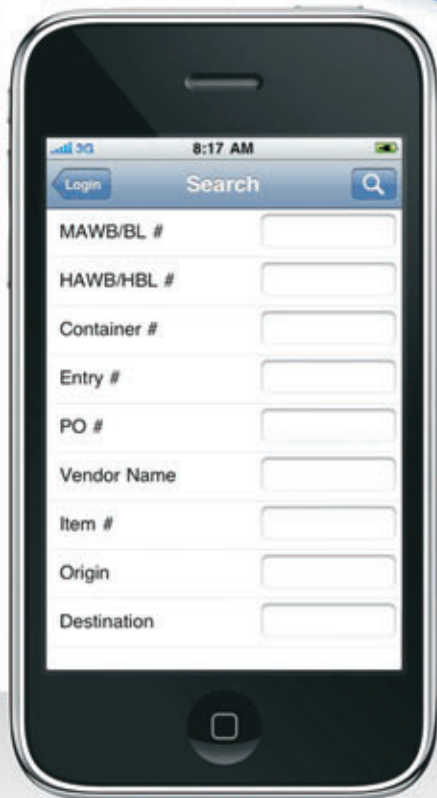 3G 8:17 AM
Login Search
MAWB/BL #
HAWB/HBL #
Container #
Entry #
PO #
Vendor Name
Item #
Origin
Destination